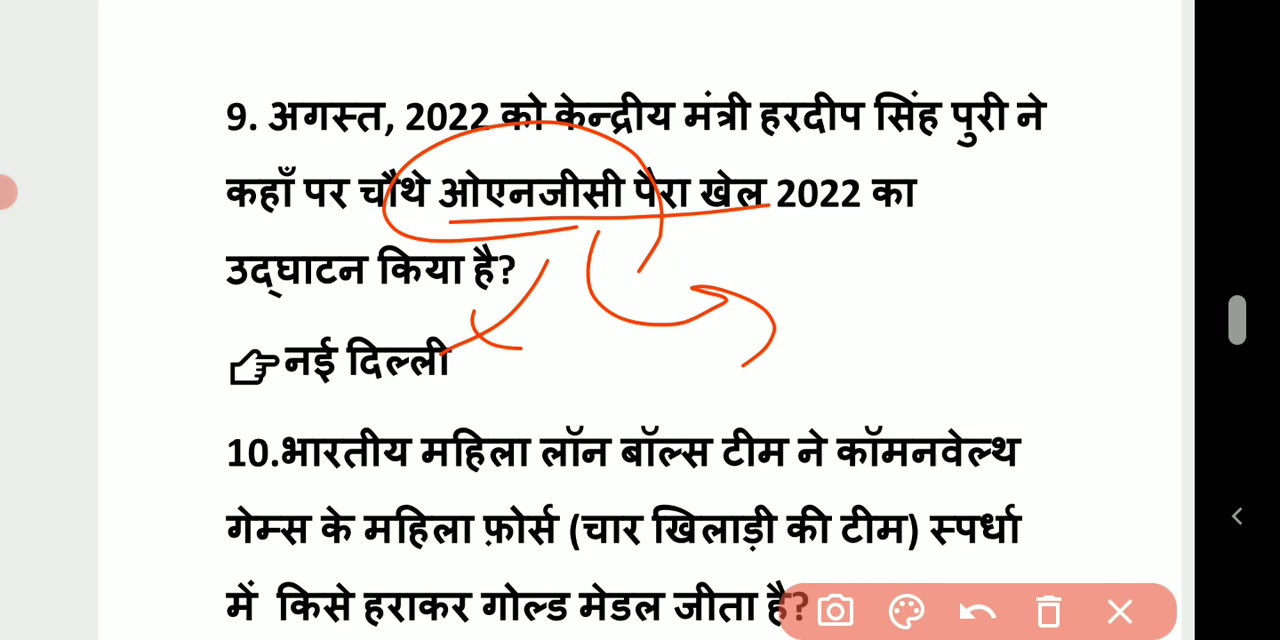 9. अगस्त, 2022 को केन्द्रीय मंत्री हरदीप सिंह पुरी ने
कहाँ पर चौथे ओएनजीसी पैरा खेल 2022 का
उद्घाटन किया है?
नई दिल्ली
10.भारतीय महिला लॉन बॉल्स टीम ने कॉमनवेल्थ
गेम्स के महिला फ़ोर्स (चार खिलाड़ी की टीम) स्पर्धा
में किसे हराकर गोल्ड मेडल जीता है?